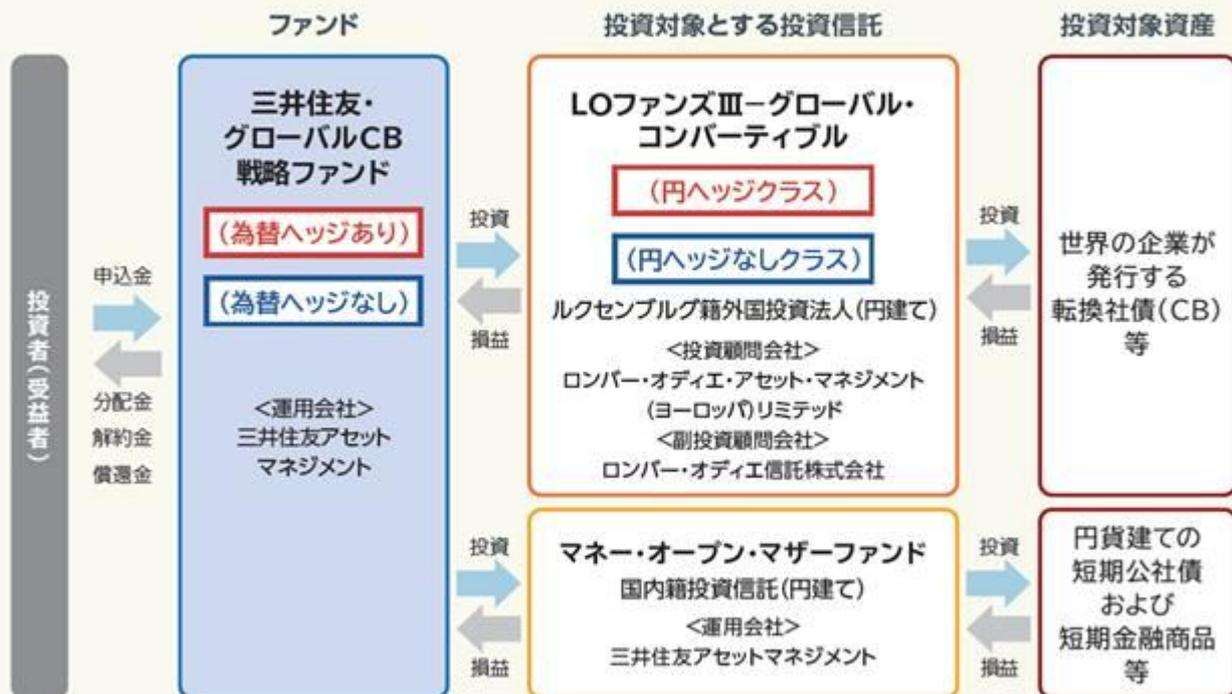 ファンド
投資対象とする投資信託
投資対象資産
投資者(受益者)
申込金
分配金
解約金
償還金
三井住友・
グローバルCB
戦略ファンド
(為替ヘッジあり)
(為替ヘッジなし)
<運用会社>
三井住友アセット
マネジメント
投資
損益
LOファンズⅢ−グローバル・
コンバーティブル
(円ヘッジクラス)
(円ヘッジなしクラス)
ルクセンブルグ籍外国投資法人(円建て)
<投資顧問会社>
ロンバー・オディエ・アセット・マネジメント
(ヨーロッパ)リミテッド
<副投資顧問会社>
ロンバー・オディエ信託株式会社
投資
損益
世界の企業が
発行する
転換社債(CB)
等
投資
損益
マネー・オープン・マザーファンド
国内籍投資信託(円建て)
<運用会社>
三井住友アセットマネジメント
投資
損益
円貨建ての
短期公社債
および
短期金融商品
等